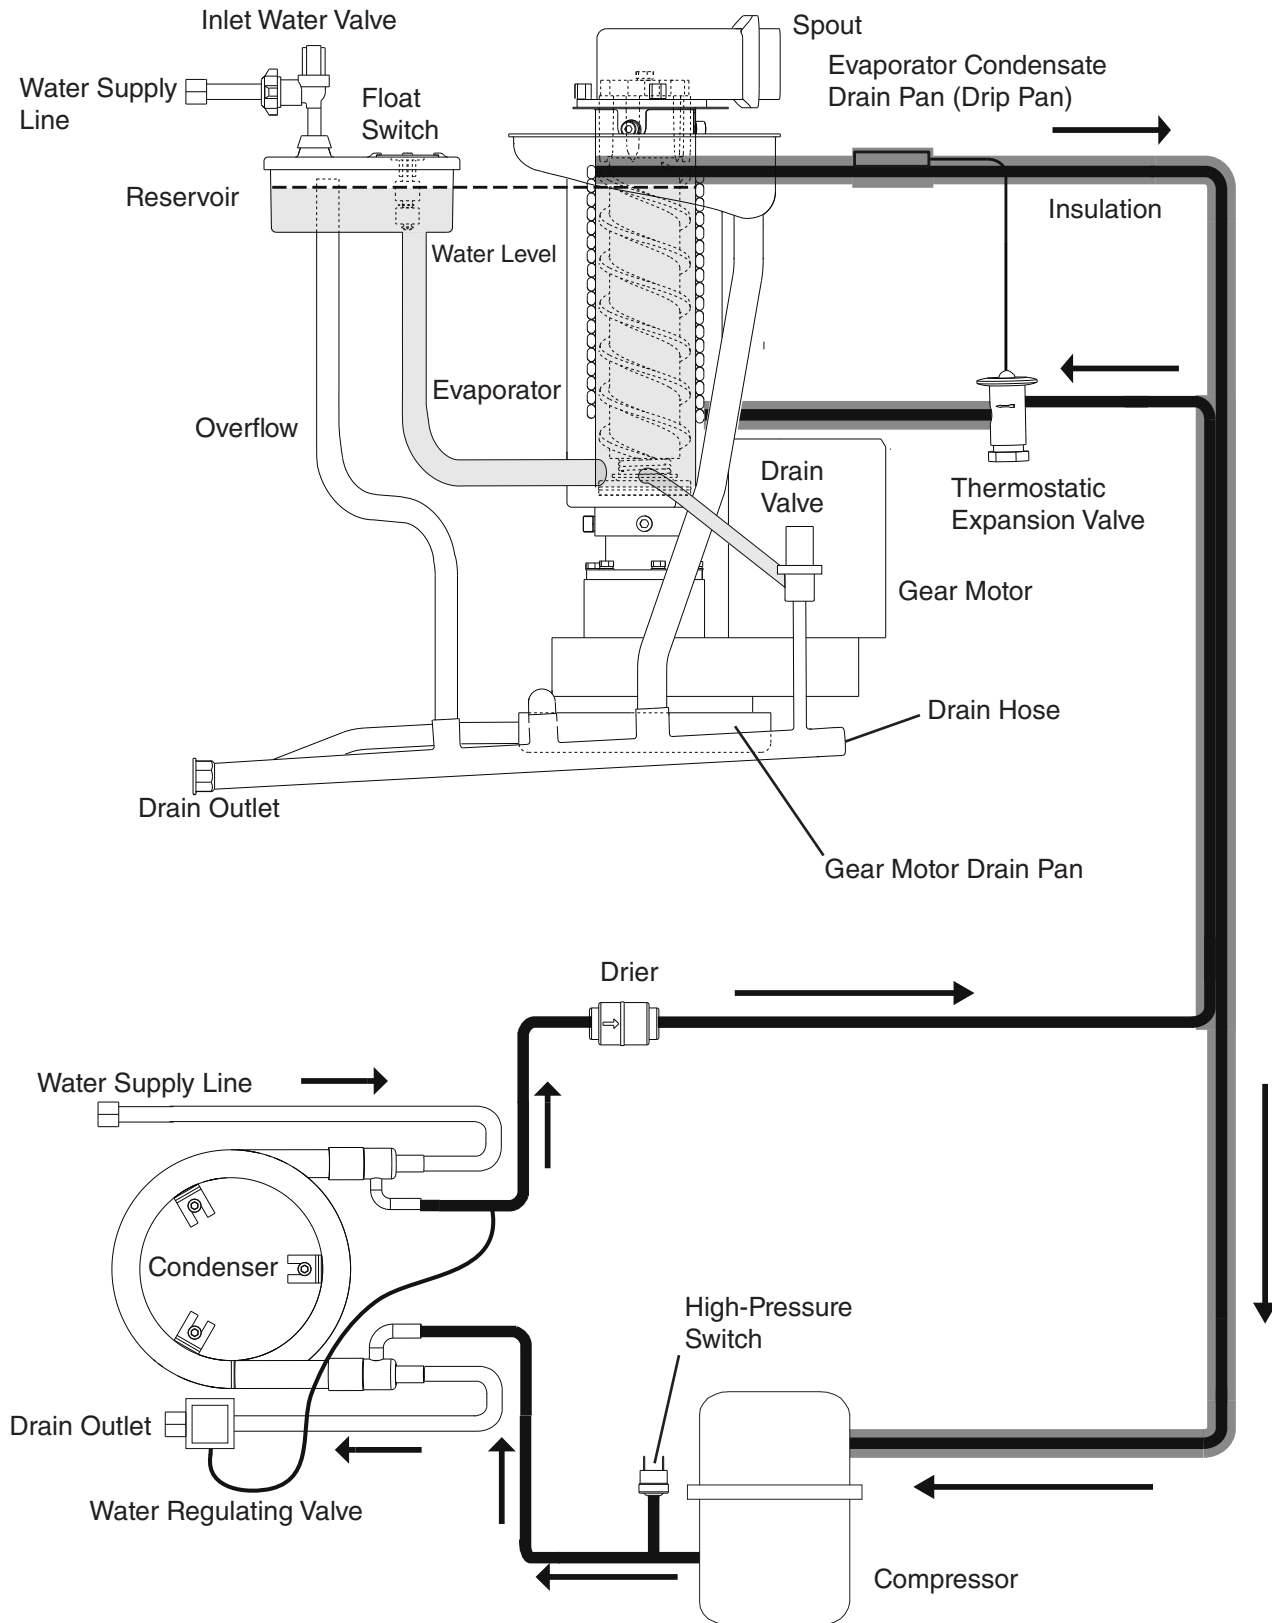 Inlet Water Valve
Spout
Water Supply
Line
Float
Switch
Evaporator Condensate
Drain Pan (Drip Pan)
Reservoir
Insulation
Water Level
Evaporator
Overflow
Drain
Valve
Thermostatic
Expansion Valve
Gear Motor
Drain Hose
Drain Outlet
Gear Motor Drain Pan
Drier
Water Supply Line
Condenser
High-Pressure
Switch
Drain Outlet
Water Regulating Valve
Compressor